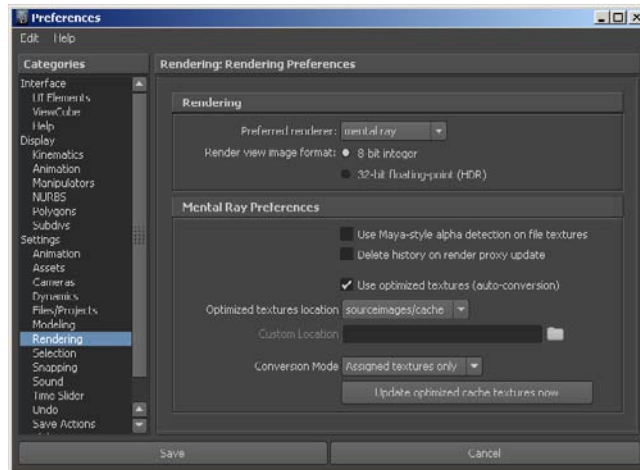 Preferences
Edit Help
Categories
Interface
UI Elements
ViewCube
Help
Display
Kinematics
Animation
Manipulators
NURBS
Polygons
Subdivs
Settings
Animation
Assets
Cameras
Dynamics
Files/Projects
Modeling
Rendering
Selection
Snapping
Sound
Time Slider
Undo
Save Actions
Rendering: Rendering Preferences
Rendering
Preferred renderer: mental ray
Render view image format: 8-bit integer
32-bit floating-point (HDR)
Mental Ray Preferences
Use Maya-style alpha detection on file textures
Delete history on render proxy update
Use optimized textures (auto-conversion)
Optimized textures location sourceimages/cache
Custom Location
Conversion Mode Assigned textures only
Update optimized cache textures now
Save Cancel